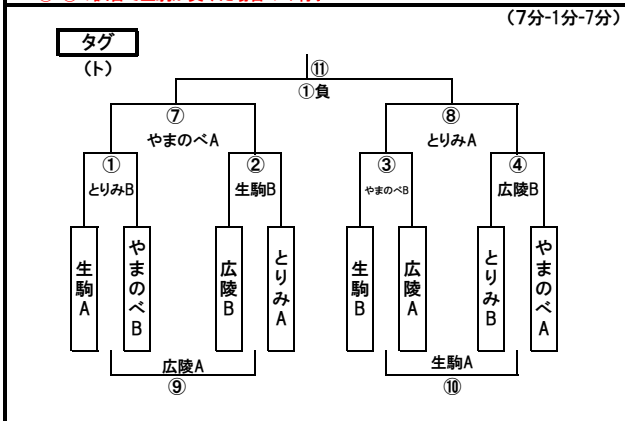 (7分-1分-7分)
タグ
(ト)
⑪
①負
⑦ ⑧
やまのべA とりみA
① ② ③ ④
とりみB 生駒B やまのべB 広陵B
生駒A やまのべB 広陵B とりみA 生駒B 広陵A とりみB やまのべA
広陵A 生駒A
⑨ ⑩